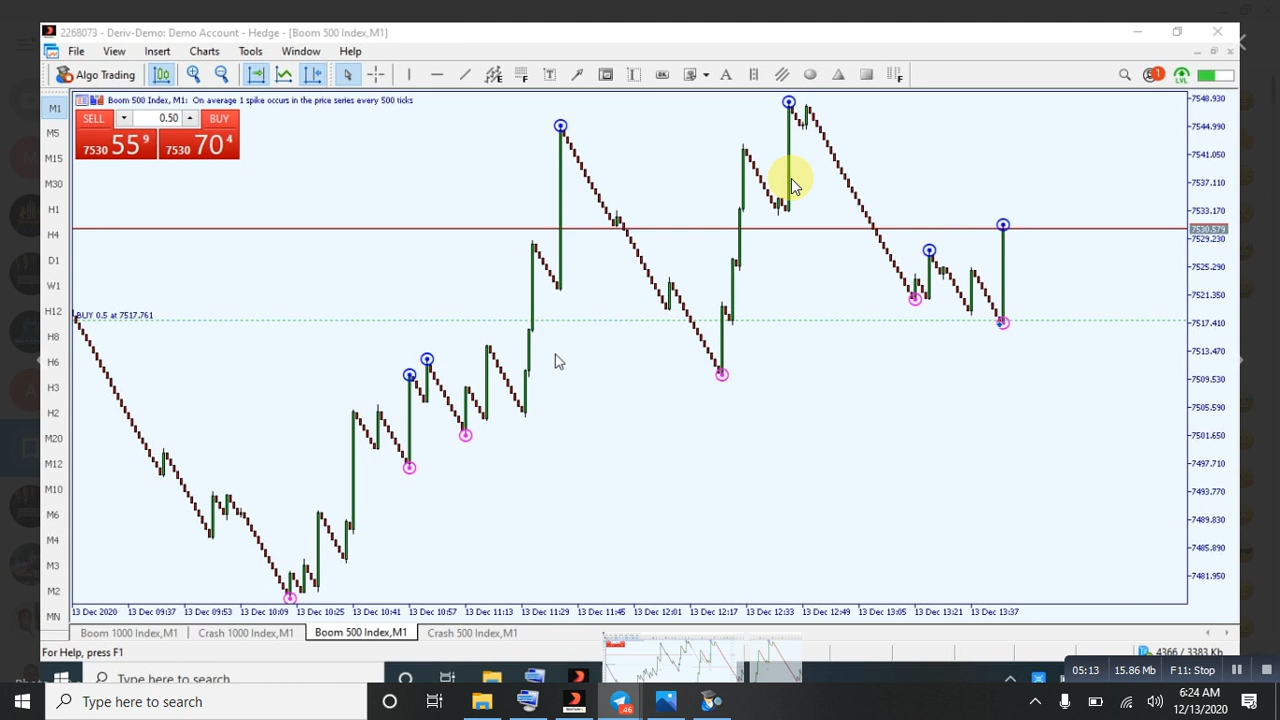 2268073 - Deriv-Demo: Demo Account - Hedge - [Boom 500 Index,M1]
File View Insert Charts Tools Window Help
Algo Trading
1
LVL
M1
M5
M15
M30
H1
H4
D1
W1
H12
H8
H6
H3
H2
M20
M12
M10
M6
M4
M3
M2
MN
Boom 500 Index, M1: On average 1 spike occurs in the price series every 500 ticks
SELL 0.50 BUY
7530 55 9 7530 70 4
BUY 0.5 at 7517.761
7548.930
7544.990
7541.050
7537.110
7533.170
7530.579
7529.230
7525.290
7521.350
7517.410
7513.470
7509.530
7505.590
7501.650
7497.710
7493.770
7489.830
7485.890
7481.950
13 Dec 2020 13 Dec 09:37 13 Dec 09:53 13 Dec 10:09 13 Dec 10:25 13 Dec 10:41 13 Dec 10:57 13 Dec 11:13 13 Dec 11:29 13 Dec 11:45 13 Dec 12:01 13 Dec 12:17 13 Dec 12:33 13 Dec 12:49 13 Dec 13:05 13 Dec 13:21 13 Dec 13:37
Boom 1000 Index,M1 Crash 1000 Index,M1 Boom 500 Index,M1 Crash 500 Index,M1
For Help, press F1
4366 / 3383 Kb
Type here to search
05:13 15.86 MB F11: Stop
Type here to search
.46
6:24 AM
12/13/2020